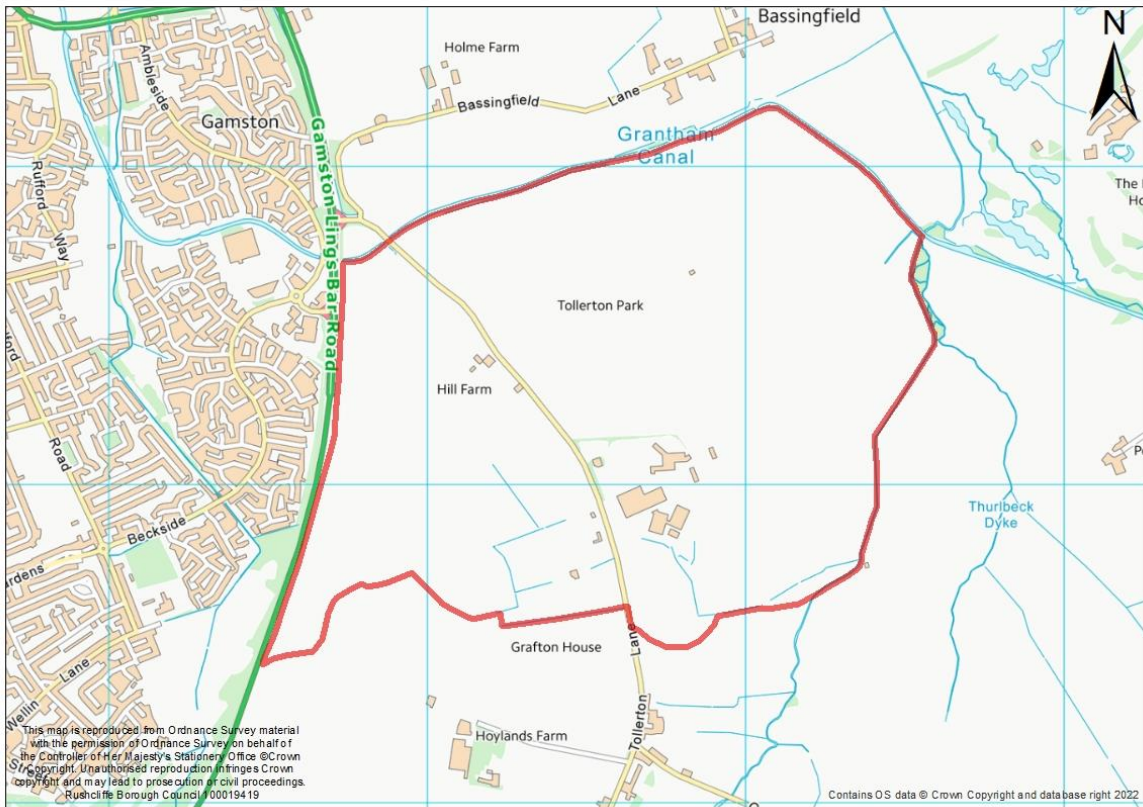 Bassingfield
N
Holme Farm
Ambleside
Bassingfield
Lane
Gamston
Grantham
Canal
Gamston-Lings-Bar-Road
Rufford
Way
Tollerton Park
Hill Farm
Road
Beckside
Thurlbeck
Dyke
Grafton House
Lane
Lane
Wellin
Tollerton
Hoylands Farm
Street
This map is reproduced from Ordnance Survey material
with the permission of Ordnance Survey on behalf of
the Controller of Her Majesty's Stationery Office © Crown
Copyright. Unauthorised reproduction infringes Crown
copyright and may lead to prosecution or civil proceedings.
Rushcliffe Borough Council 100019419
Contains OS data © Crown Copyright and database right 2022